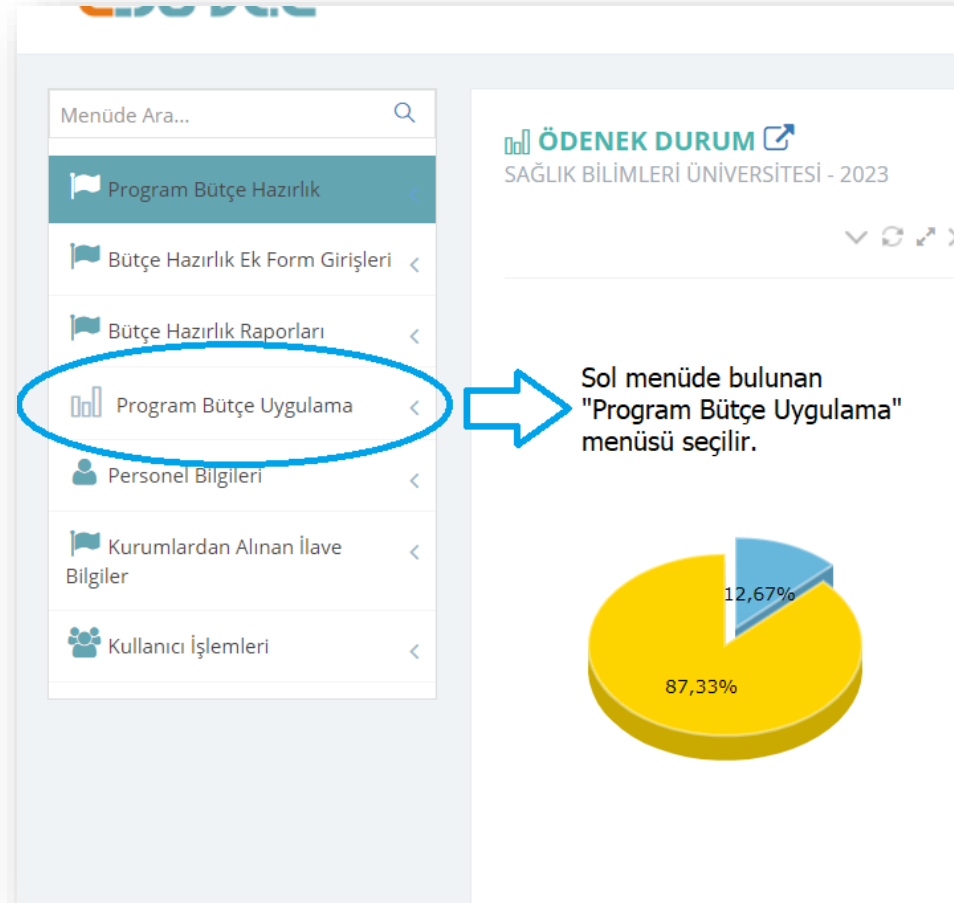 Menüde Ara...
Program Bütçe Hazırlık
Bütçe Hazırlık Ek Form Girişleri
Bütçe Hazırlık Raporları
Program Bütçe Uygulama
Personel Bilgileri
Kurumlardan Alınan İlave
Bilgiler
Kullanıcı İşlemleri
ÖDENEK DURUM
SAĞLIK BİLİMLERİ ÜNİVERSİTESİ - 2023
Sol menüde bulunan
"Program Bütçe Uygulama"
menüsü seçilir.
12,67%
87,33%